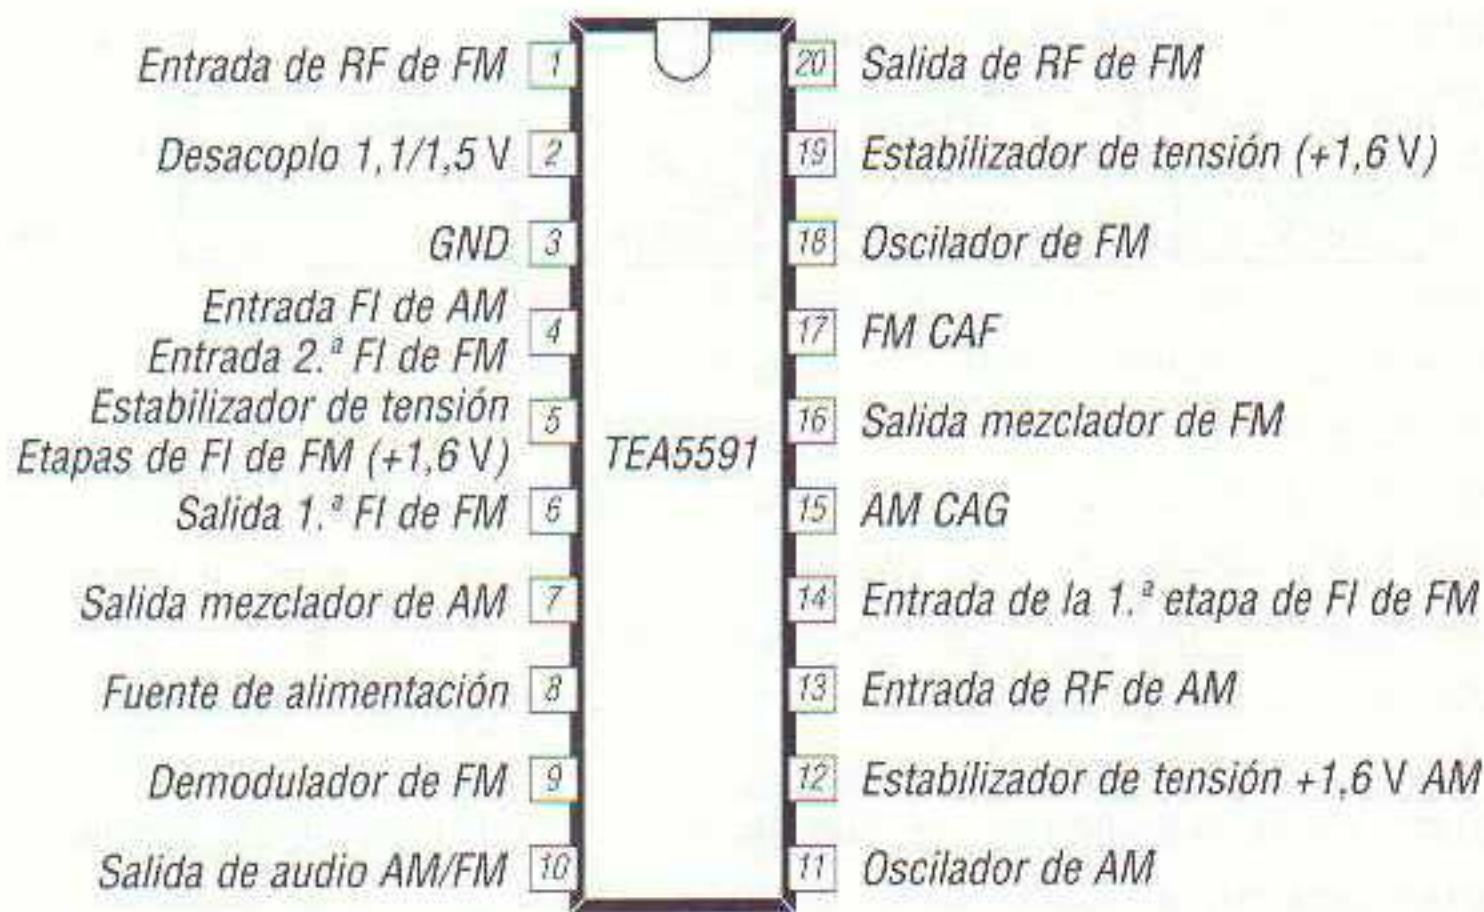 Entrada de RF de FM 1
Desacoplo 1,1/1,5 V 2
GND 3
Entrada FI de AM
Entrada 2.ª FI de FM 4
Estabilizador de tensión
Etapas de FI de FM (+1,6 V) 5
Salida 1.ª FI de FM 6
Salida mezclador de AM 7
Fuente de alimentación 8
Demodulador de FM 9
Salida de audio AM/FM 10
TEA5591
20 Salida de RF de FM
19 Estabilizador de tensión (+1,6 V)
18 Oscilador de FM
17 FM CAF
16 Salida mezclador de FM
15 AM CAG
14 Entrada de la 1.ª etapa de FI de FM
13 Entrada de RF de AM
12 Estabilizador de tensión +1,6 V AM
11 Oscilador de AM